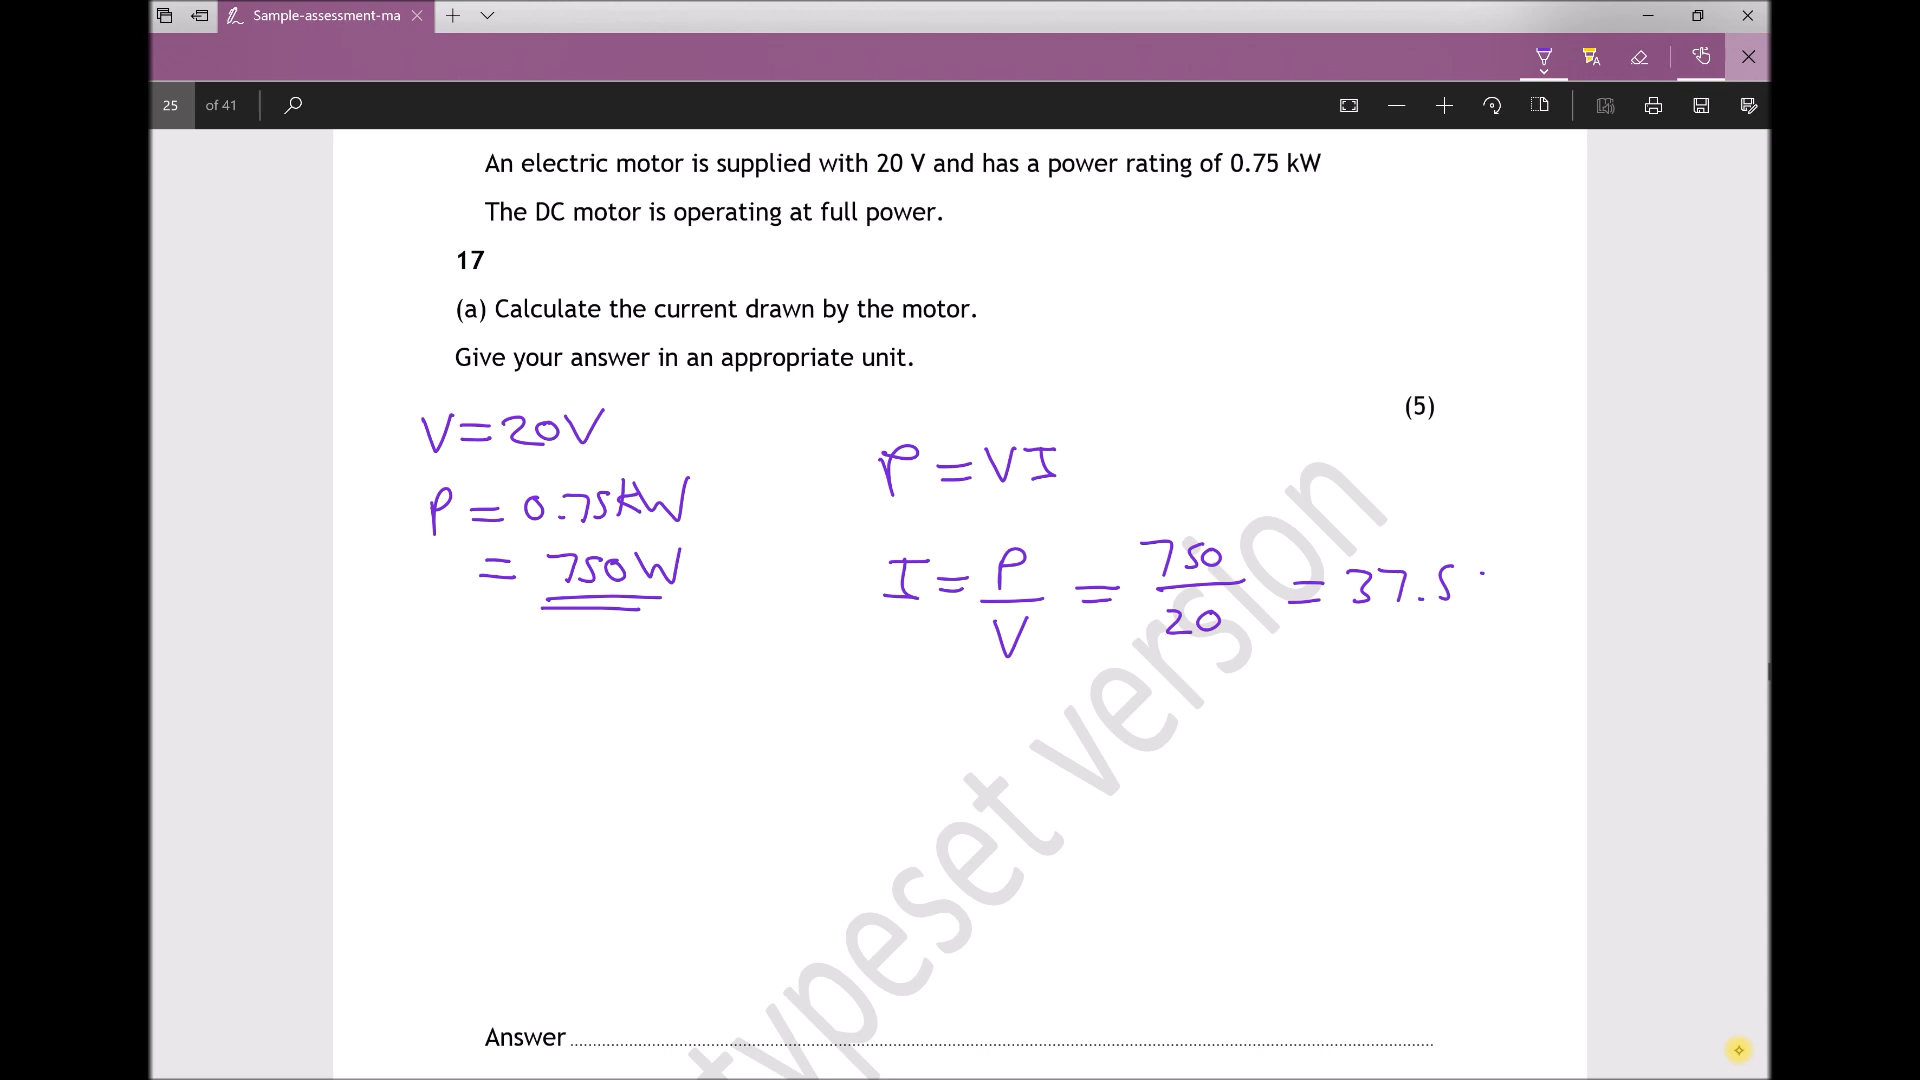 Sample-assessment-ma
25 of 41
An electric motor is supplied with 20 V and has a power rating of 0.75 kW
The DC motor is operating at full power.
17
(a) Calculate the current drawn by the motor.
Give your answer in an appropriate unit.
(5)
V = 20V
P = 0.75kW
= 750W
P = VI
I = P/V = 750/20 = 37.5
typeset version
Answer